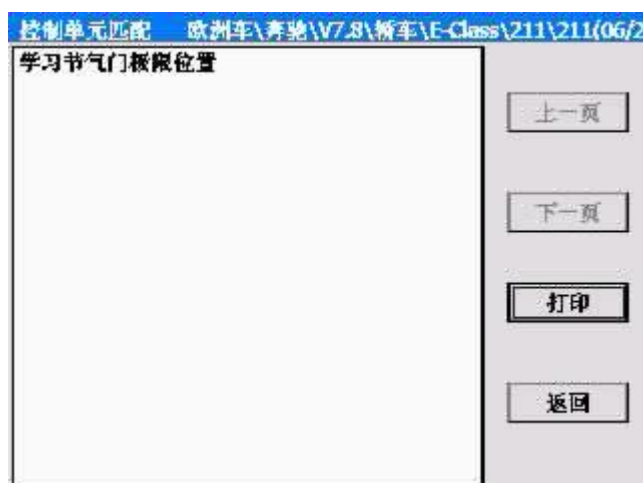 控制单元匹配 欧洲车\奔驰\V7.8\轿车\E-Class\211\211(06/2
学习节气门极限位置
上一页
下一页
打印
返回